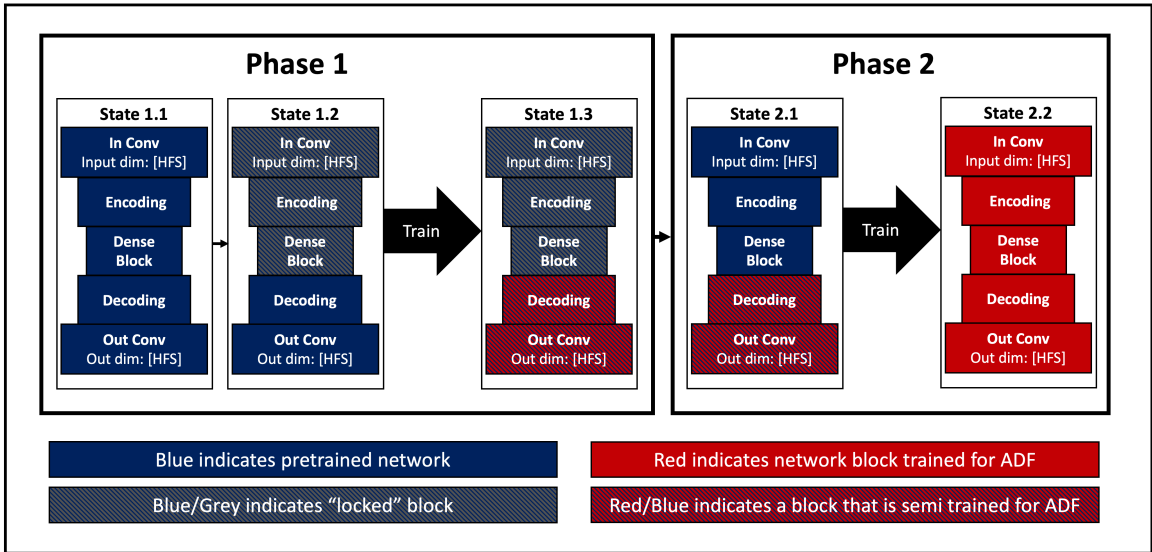 Phase 1
State 1.1
In Conv
Input dim: [HFS]
Encoding
Dense
Block
Decoding
Out Conv
Out dim: [HFS]
State 1.2
In Conv
Input dim: [HFS]
Encoding
Dense
Block
Decoding
Out Conv
Out dim: [HFS]
Train
State 1.3
In Conv
Input dim: [HFS]
Encoding
Dense
Block
Decoding
Out Conv
Out dim: [HFS]
Phase 2
State 2.1
In Conv
Input dim: [HFS]
Encoding
Dense
Block
Decoding
Out Conv
Out dim: [HFS]
Train
State 2.2
In Conv
Input dim: [HFS]
Encoding
Dense
Block
Decoding
Out Conv
Out dim: [HFS]
Blue indicates pretrained network
Red indicates network block trained for ADF
Blue/Grey indicates “locked” block
Red/Blue indicates a block that is semi trained for ADF